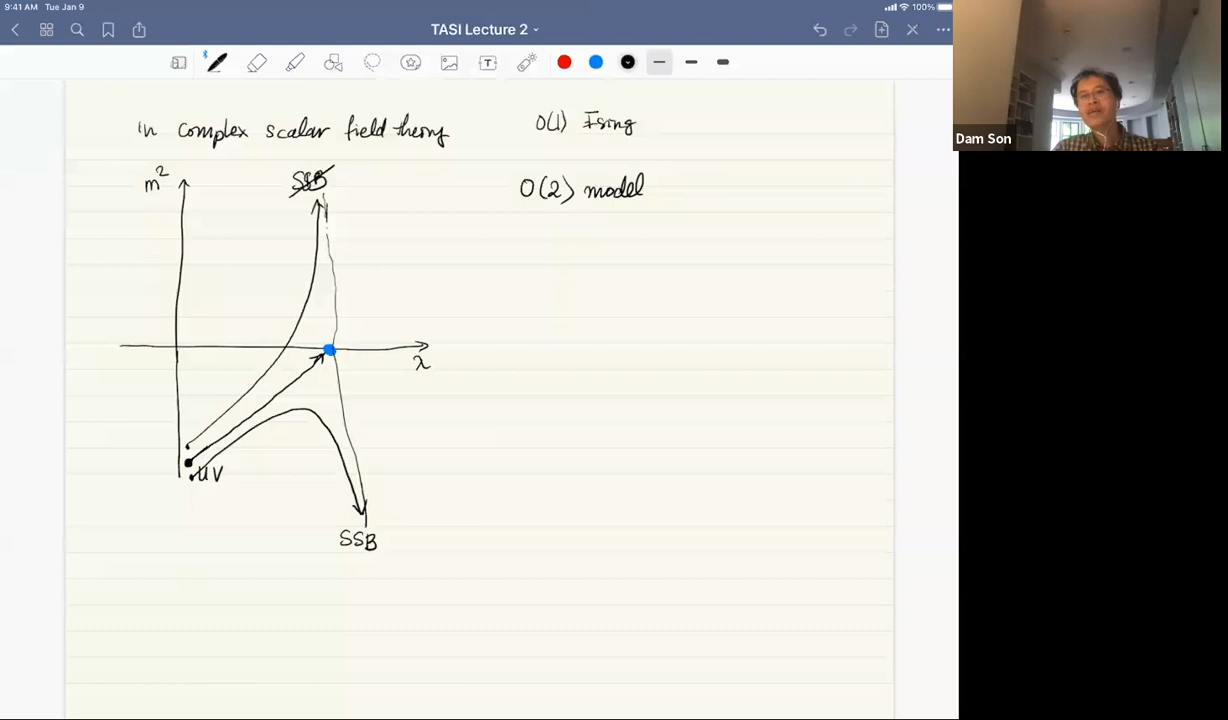 9:41 AM Tue Jan 9
100%
TASI Lecture 2
Dam Son
In complex scalar field theory
O(1) Ising
m²
SSB
O(2) model
λ
UV
SSB